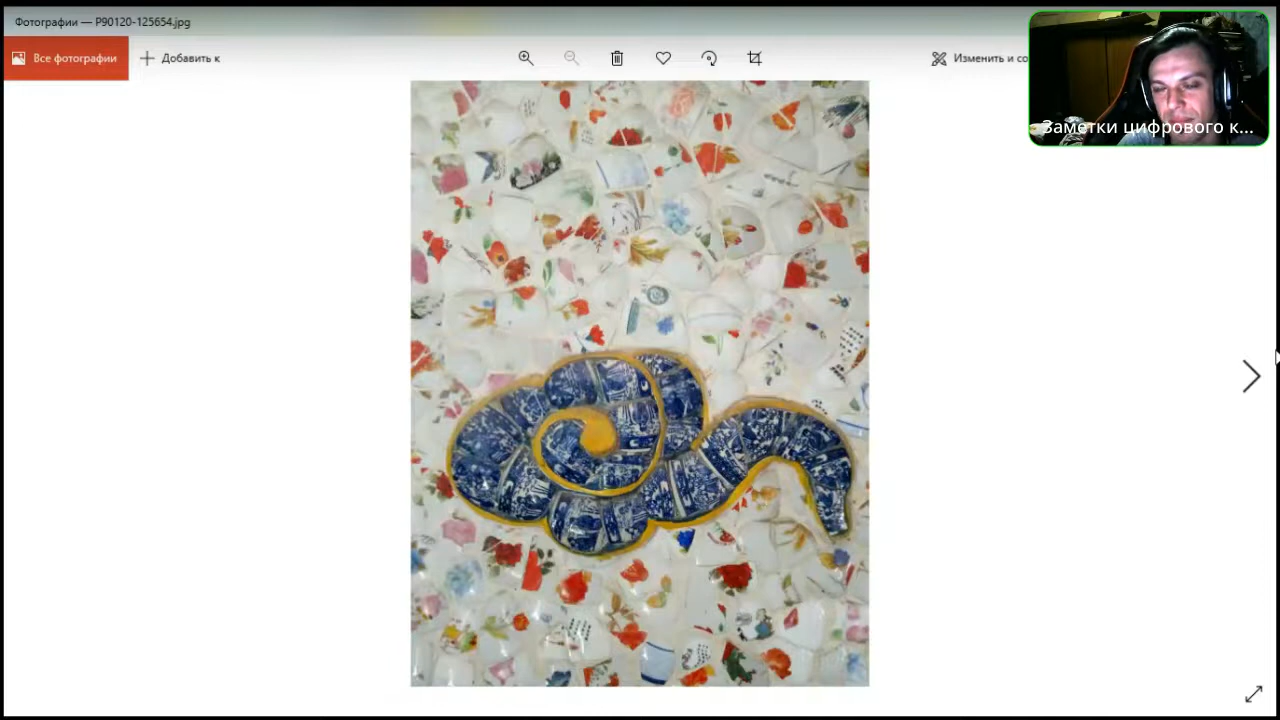 Фотографии — P90120-125654.jpg
Все фотографии
Добавить к
Изменить и со
Заметки цифрового к...